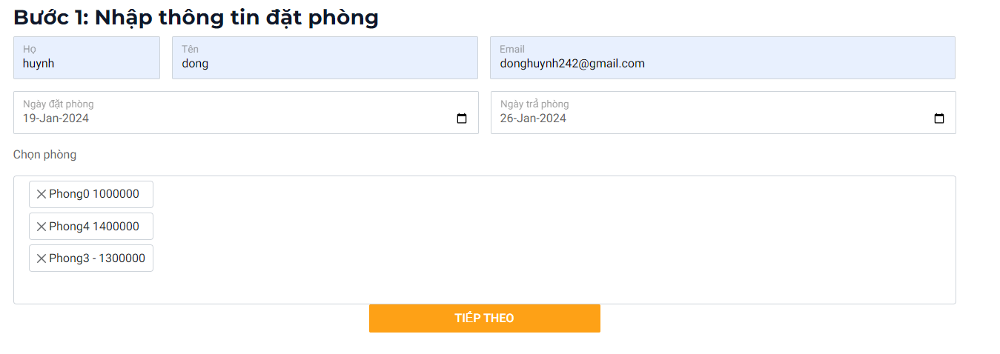 Bước 1: Nhập thông tin đặt phòng
Họ
huynh
Tên
dong
Email
donghuynh242@gmail.com
Ngày đặt phòng
19-Jan-2024
Ngày trả phòng
26-Jan-2024
Chọn phòng
Phong0 1000000
Phong4 1400000
Phong3 - 1300000
TIẾP THEO